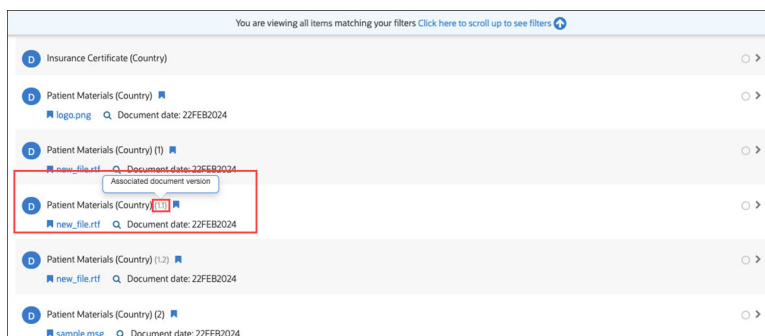 You are viewing all items matching your filters Click here to scroll up to see filters
D Insurance Certificate (Country)
D Patient Materials (Country)
logo.png Document date: 22FEB2024
D Patient Materials (Country) (1)
new_file.rtf Document date: 22FEB2024
Associated document version
D Patient Materials (Country) (1.1)
new_file.rtf Document date: 22FEB2024
D Patient Materials (Country) (1.2)
new_file.rtf Document date: 22FEB2024
D Patient Materials (Country) (2)
sample.msg Document date: 22FEB2024